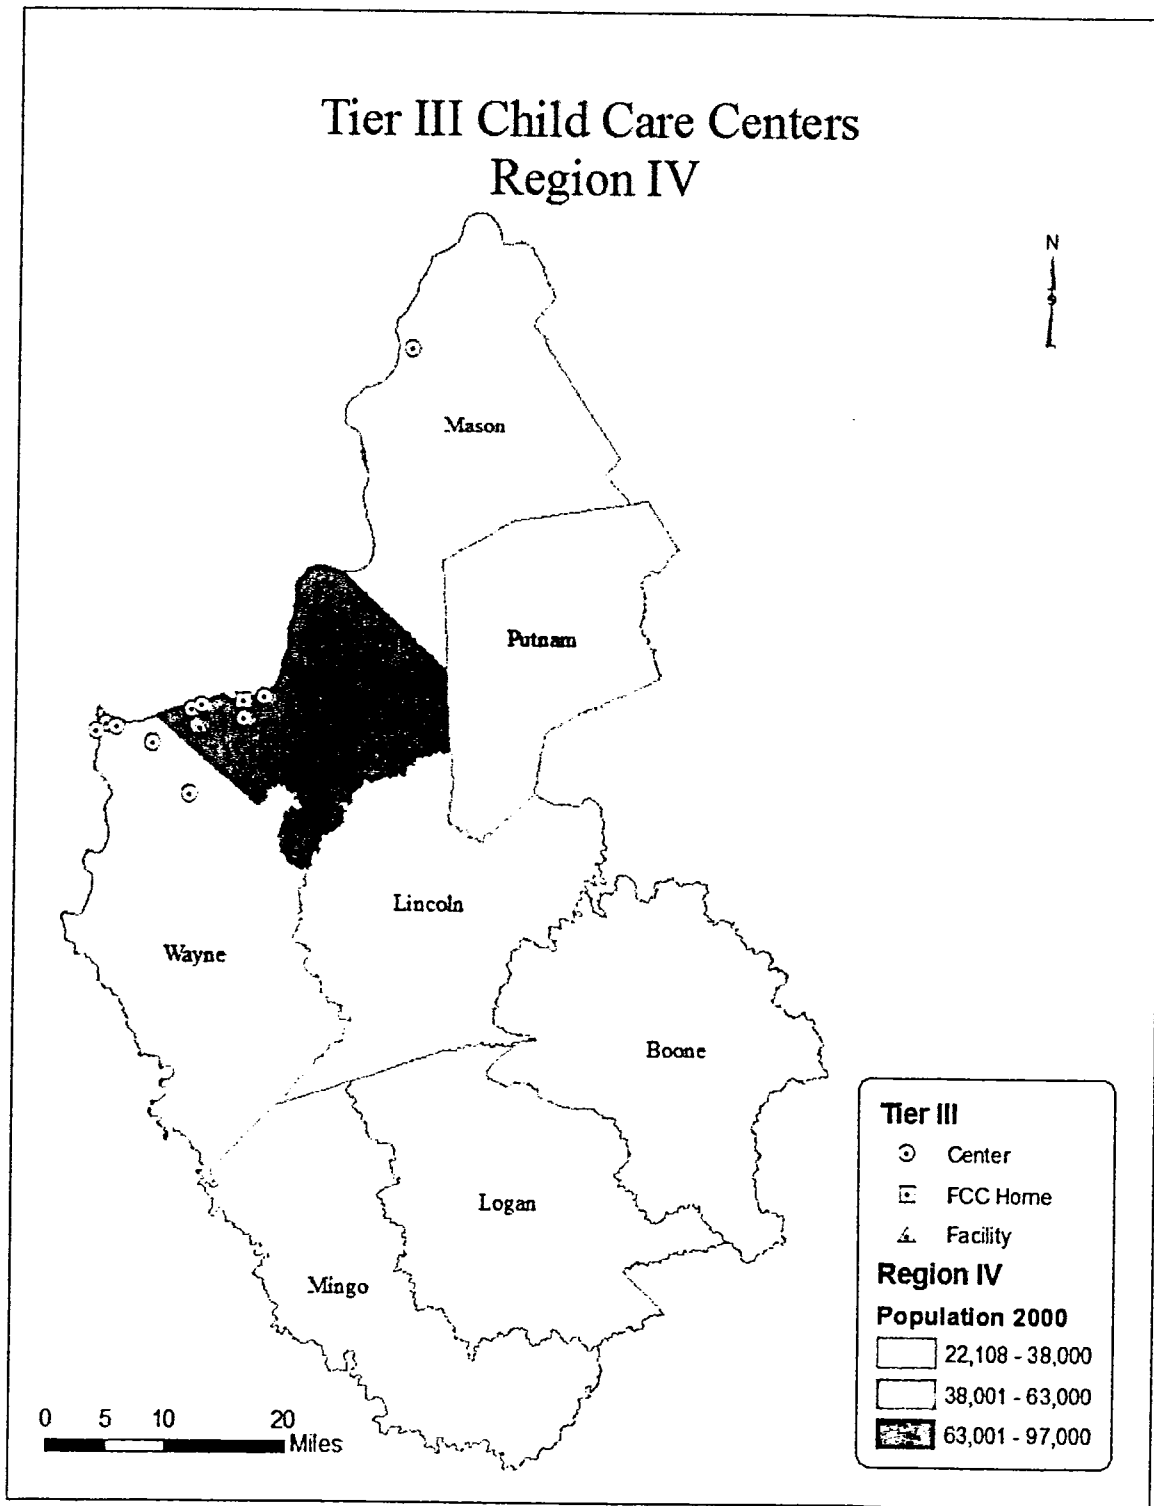 Tier III Child Care Centers
Region IV
N
Mason
Putnam
Lincoln
Wayne
Boone
Logan
Mingo
Tier III
Center
FCC Home
Facility
Region IV
Population 2000
22,108 - 38,000
38,001 - 63,000
63,001 - 97,000
0 5 10 20
Miles